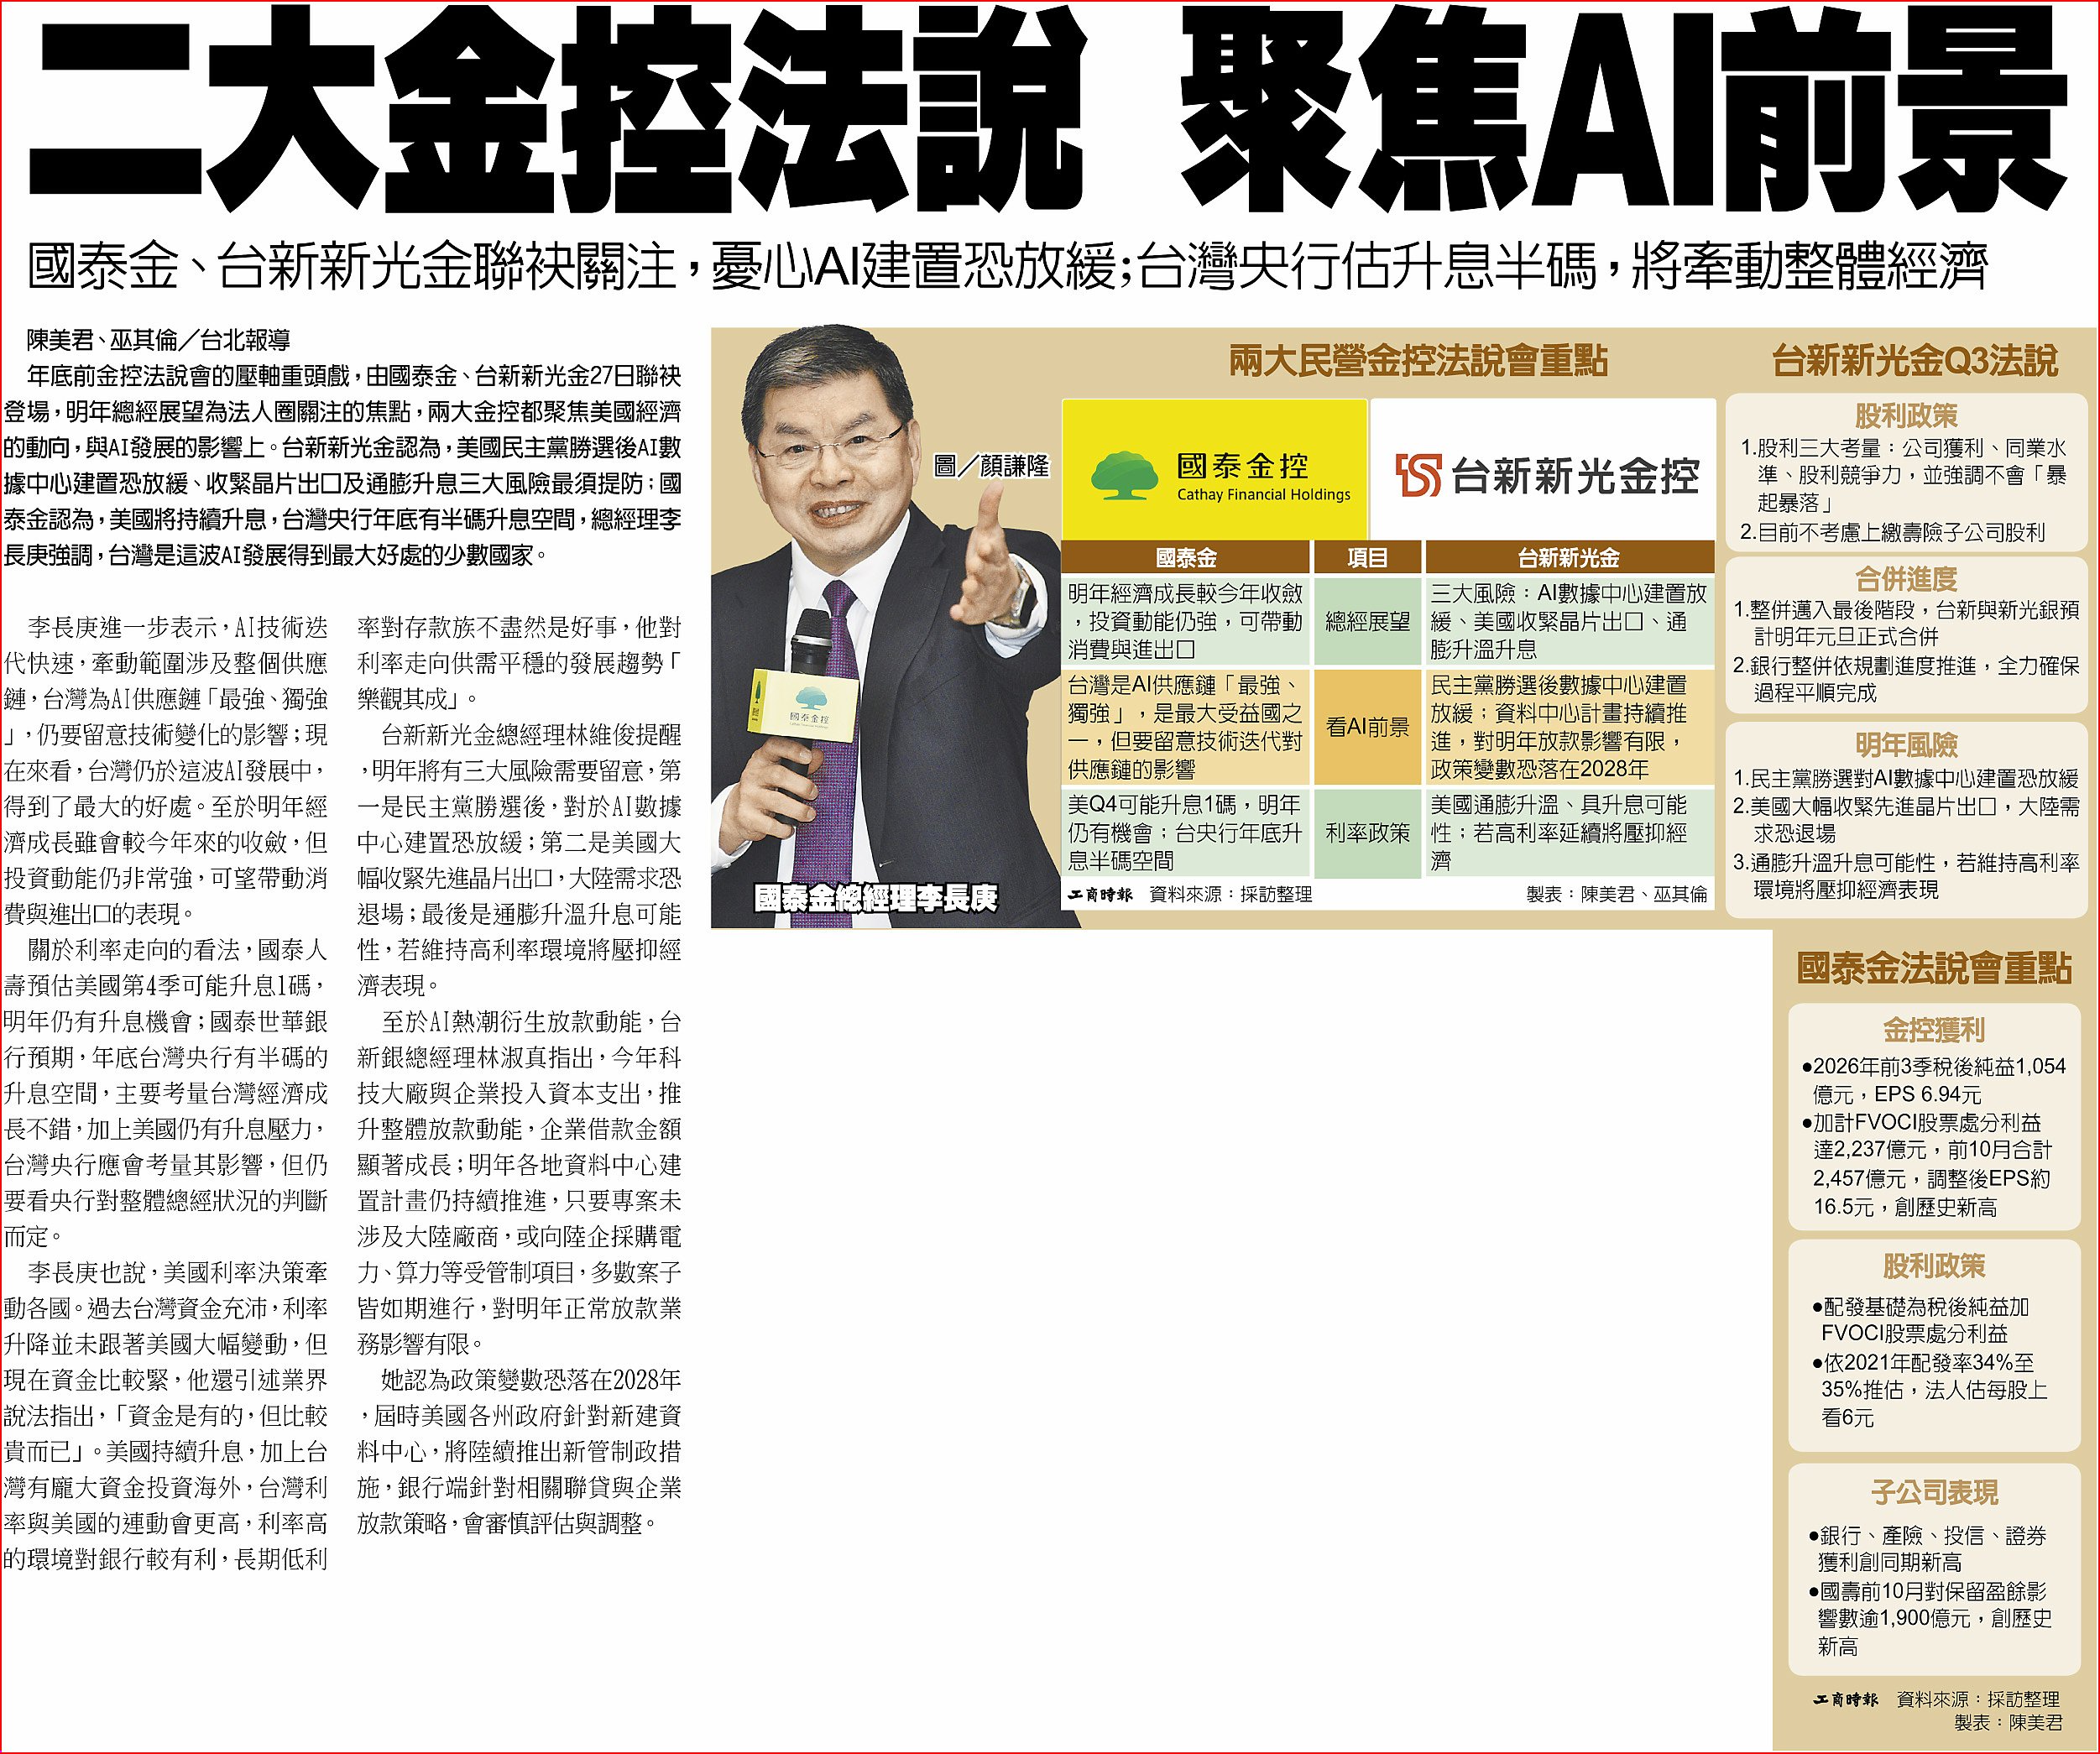 二大金控法說 聚焦AI前景
國泰金、台新新光金聯袂關注，憂心AI建置恐放緩；台灣央行估升息半碼，將牽動整體經濟
陳美君、巫其倫／台北報導
年底前金控法說會的壓軸重頭戲，由國泰金、台新新光金27日聯袂
登場，明年總經展望為法人圈關注的焦點，兩大金控都聚焦美國經濟
的動向，與AI發展的影響上。台新新光金認為，美國民主黨勝選後AI數
據中心建置恐放緩、收緊晶片出口及通膨升息三大風險最須提防；國
泰金認為，美國將持續升息，台灣央行年底有半碼升息空間，總經理李
長庚強調，台灣是這波AI發展得到最大好處的少數國家。
李長庚進一步表示，AI技術迭
代快速，牽動範圍涉及整個供應
鏈，台灣為AI供應鏈「最強、獨強
」，仍要留意技術變化的影響；現
在來看，台灣仍於這波AI發展中，
得到了最大的好處。至於明年經
濟成長雖會較今年來的收斂，但
投資動能仍非常強，可望帶動消
費與進出口的表現。
關於利率走向的看法，國泰人
壽預估美國第4季可能升息1碼，
明年仍有升息機會；國泰世華銀
行預期，年底台灣央行有半碼的
升息空間，主要考量台灣經濟成
長不錯，加上美國仍有升息壓力，
台灣央行應會考量其影響，但仍
要看央行對整體總經狀況的判斷
而定。
李長庚也說，美國利率決策牽
動各國。過去台灣資金充沛，利率
升降並未跟著美國大幅變動，但
現在資金比較緊，他還引述業界
說法指出，「資金是有的，但比較
貴而已」。美國持續升息，加上台
灣有龐大資金投資海外，台灣利
率與美國的連動會更高，利率高
的環境對銀行較有利，長期低利
率對存款族不盡然是好事，他對
利率走向供需平穩的發展趨勢「
樂觀其成」。
台新新光金總經理林維俊提醒
，明年將有三大風險需要留意，第
一是民主黨勝選後，對於AI數據
中心建置恐放緩；第二是美國大
幅收緊先進晶片出口，大陸需求恐
退場；最後是通膨升溫升息可能
性，若維持高利率環境將壓抑經
濟表現。
至於AI熱潮衍生放款動能，台
新銀總經理林淑真指出，今年科
技大廠與企業投入資本支出，推
升整體放款動能，企業借款金額
顯著成長；明年各地資料中心建
置計畫仍持續推進，只要專案未
涉及大陸廠商，或向陸企採購電
力、算力等受管制項目，多數案子
皆如期進行，對明年正常放款業
務影響有限。
她認為政策變數恐落在2028年
，屆時美國各州政府針對新建資
料中心，將陸續推出新管制政措
施，銀行端針對相關聯貸與企業
放款策略，會審慎評估與調整。
圖／顏謙隆
國泰金控
國泰金總經理李長庚
兩大民營金控法說會重點
國泰金控
Cathay Financial Holdings
台新新光金控
國泰金 項目 台新新光金
明年經濟成長較今年收斂
，投資動能仍強，可帶動
消費與進出口
總經展望
三大風險：AI數據中心建置放
緩、美國收緊晶片出口、通
膨升溫升息
台灣是AI供應鏈「最強、
獨強」，是最大受益國之
一，但要留意技術迭代對
供應鏈的影響
看AI前景
民主黨勝選後數據中心建置
放緩；資料中心計畫持續推
進，對明年放款影響有限，
政策變數恐落在2028年
美Q4可能升息1碼，明年
仍有機會；台央行年底升
息半碼空間
利率政策
美國通膨升溫、具升息可能
性；若高利率延續將壓抑經
濟
工商時報 資料來源：採訪整理 製表：陳美君、巫其倫
台新新光金Q3法說
股利政策
1.股利三大考量：公司獲利、同業水
準、股利競爭力，並強調不會「暴
起暴落」
2.目前不考慮上繳壽險子公司股利
合併進度
1.整併邁入最後階段，台新與新光銀預
計明年元旦正式合併
2.銀行整併依規劃進度推進，全力確保
過程平順完成
明年風險
1.民主黨勝選對AI數據中心建置恐放緩
2.美國大幅收緊先進晶片出口，大陸需
求恐退場
3.通膨升溫升息可能性，若維持高利率
環境將壓抑經濟表現
國泰金法說會重點
金控獲利
●2026年前3季稅後純益1,054
億元，EPS 6.94元
●加計FVOCI股票處分利益
達2,237億元，前10月合計
2,457億元，調整後EPS約
16.5元，創歷史新高
股利政策
●配發基礎為稅後純益加
FVOCI股票處分利益
●依2021年配發率34%至
35%推估，法人估每股上
看6元
子公司表現
●銀行、產險、投信、證券
獲利創同期新高
●國壽前10月對保留盈餘影
響數逾1,900億元，創歷史
新高
工商時報 資料來源：採訪整理
製表：陳美君